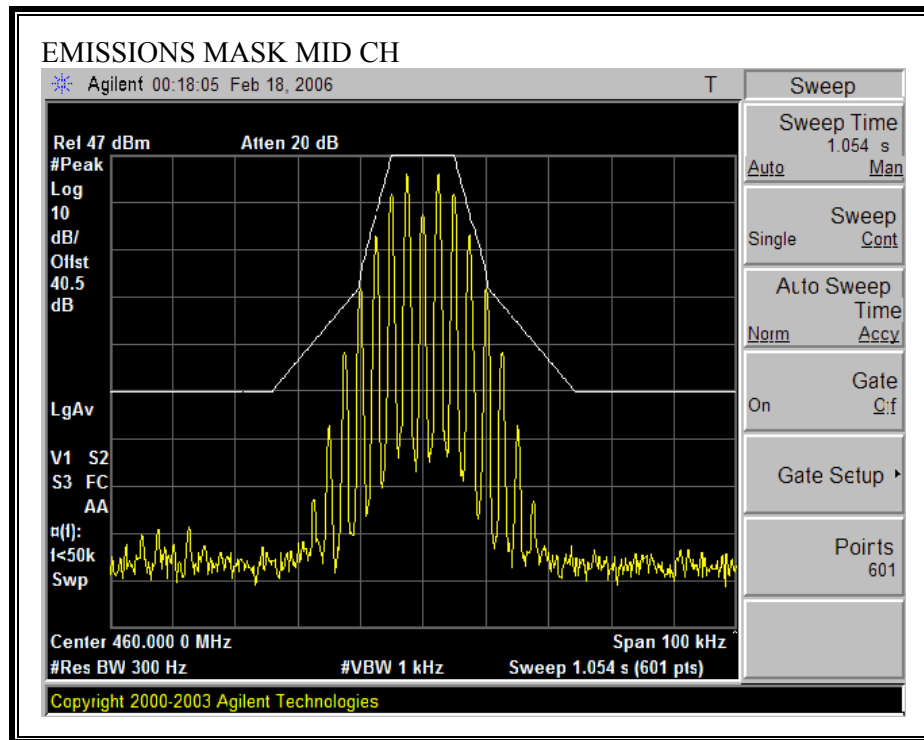 EMISSIONS MASK MID CH
Agilent 00:18:05 Feb 18, 2006 T
Ref 47 dBm Atten 20 dB
#Peak
Log
10
dB/
Offst
40.5
dB
LgAv
V1 S2
S3 FC
AA
¤(f):
f<50k
Swp
Center 460.000 0 MHz Span 100 kHz
#Res BW 300 Hz #VBW 1 kHz Sweep 1.054 s (601 pts)
Copyright 2000-2003 Agilent Technologies
Sweep
Sweep Time
1.054 s
Auto Man
Sweep
Single Cont
Auto Sweep
Time
Norm Accy
Gate
On Off
Gate Setup
Points
601